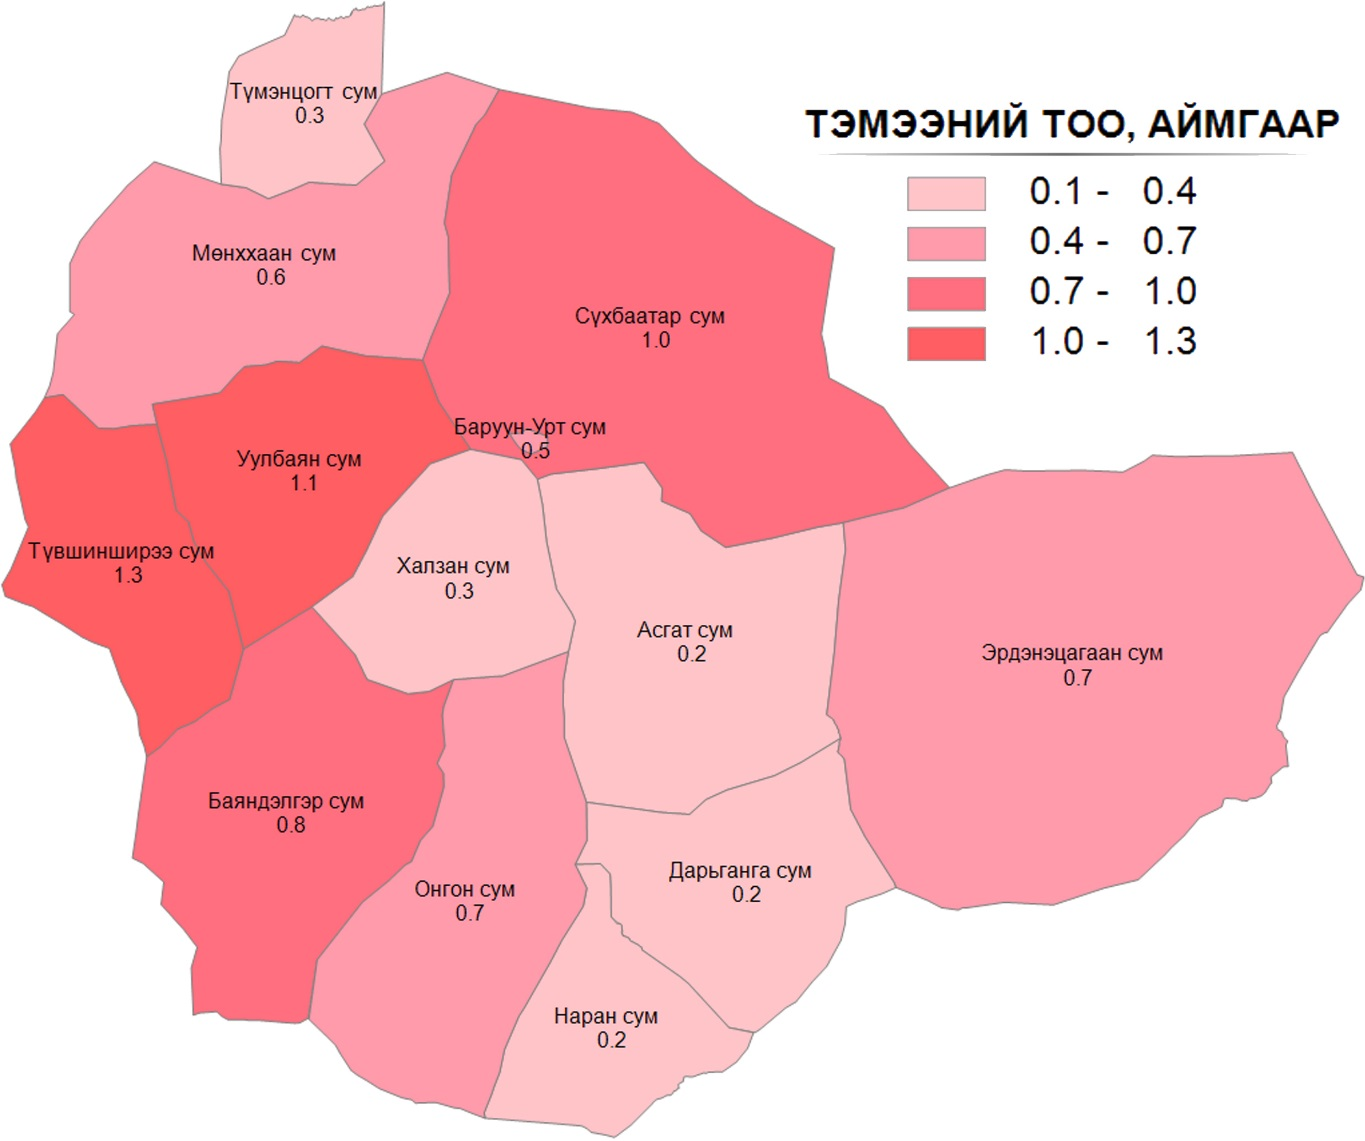 Түмэнцогт сум
0.3
ТЭМЭЭНИЙ ТОО, АЙМГААР
0.1 - 0.4
0.4 - 0.7
0.7 - 1.0
1.0 - 1.3
Мөнххаан сум
0.6
Сүхбаатар сум
1.0
Баруун-Урт сум
0.5
Уулбаян сум
1.1
Түвшинширээ сум
1.3
Халзан сум
0.3
Асгат сум
0.2
Эрдэнэцагаан сум
0.7
Баяндэлгэр сум
0.8
Онгон сум
0.7
Дарьганга сум
0.2
Наран сум
0.2